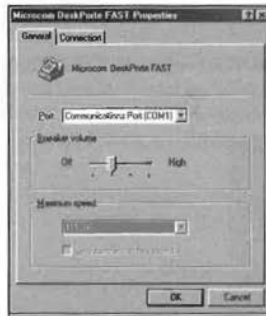 Microcom DeskPorte FAST Properties
General Connection
Microcom DeskPorte FAST
Port: Communications Port (COM1)
Speaker volume
Off High
Maximum speed
OK Cancel